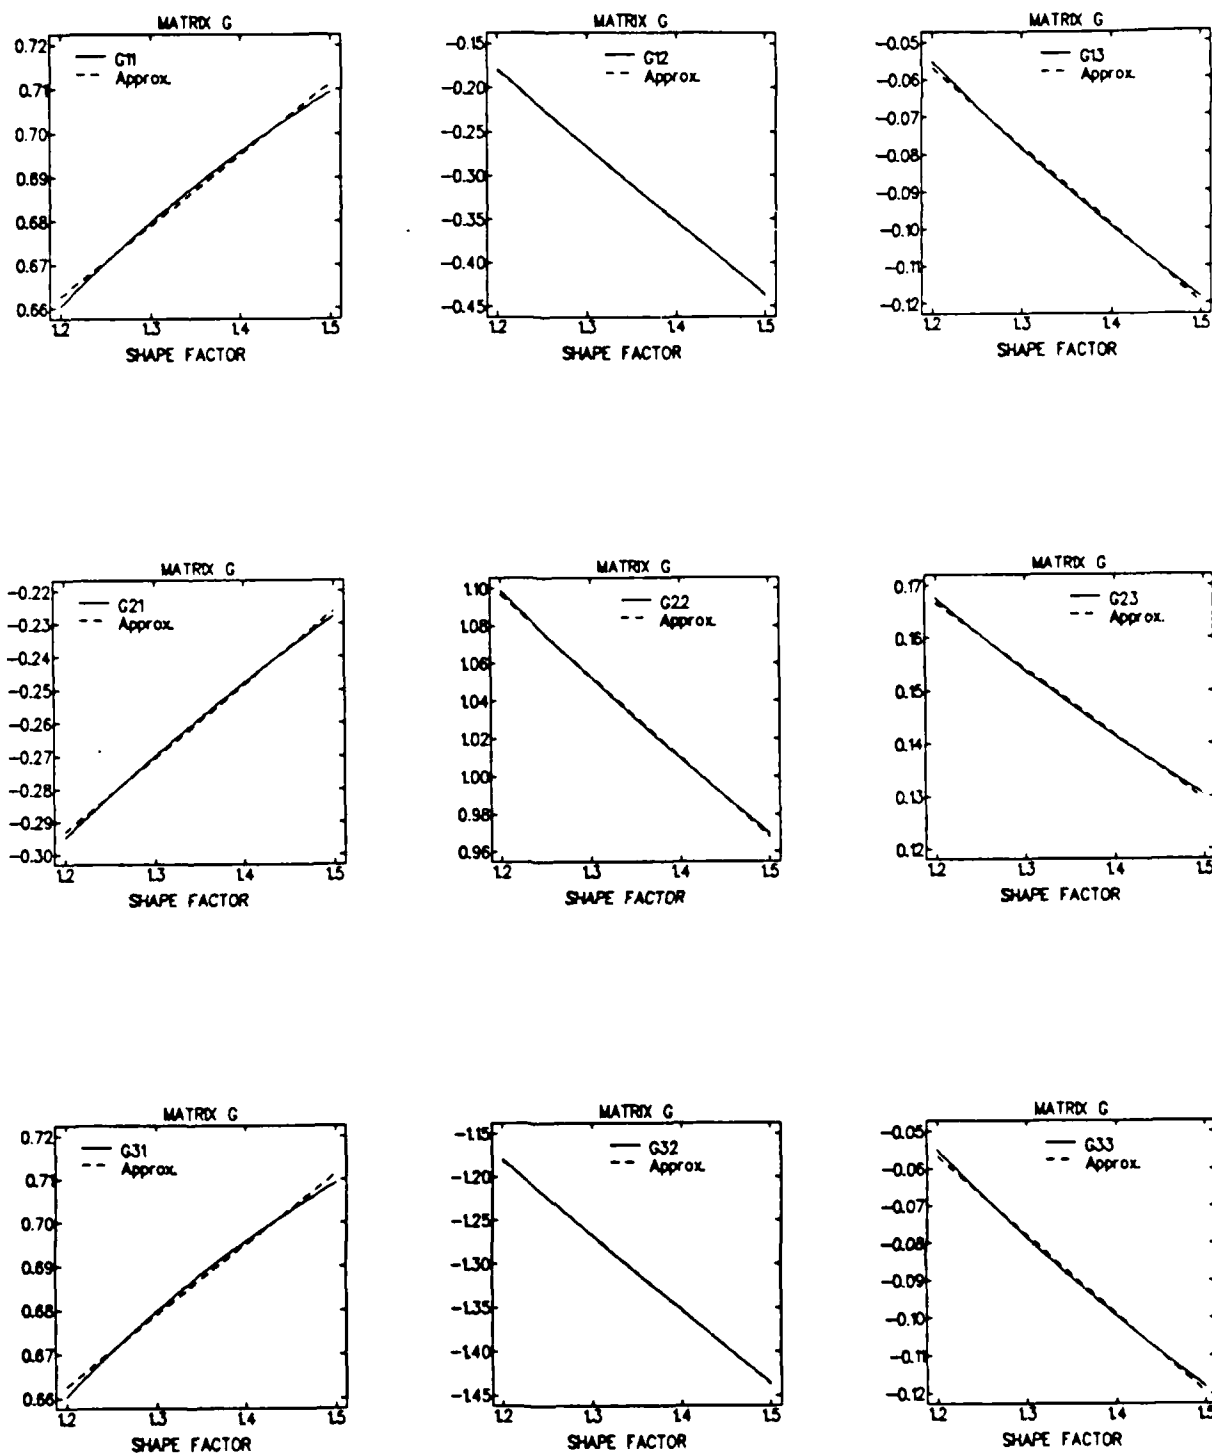 MATRIX G
0.72
0.71
0.70
0.69
0.68
0.67
0.66
G11
Approx.
1.2 1.3 1.4 1.5
SHAPE FACTOR
MATRIX G
-0.15
-0.20
-0.25
-0.30
-0.35
-0.40
-0.45
G12
Approx.
1.2 1.3 1.4 1.5
SHAPE FACTOR
MATRIX G
-0.05
-0.06
-0.07
-0.08
-0.09
-0.10
-0.11
-0.12
G13
Approx.
1.2 1.3 1.4 1.5
SHAPE FACTOR
MATRIX G
-0.22
-0.23
-0.24
-0.25
-0.26
-0.27
-0.28
-0.29
-0.30
G21
Approx.
1.2 1.3 1.4 1.5
SHAPE FACTOR
MATRIX G
1.10
1.08
1.06
1.04
1.02
1.00
0.98
0.96
G22
Approx.
1.2 1.3 1.4 1.5
SHAPE FACTOR
MATRIX G
0.17
0.16
0.15
0.14
0.13
0.12
G23
Approx.
1.2 1.3 1.4 1.5
SHAPE FACTOR
MATRIX G
0.72
0.71
0.70
0.69
0.68
0.67
0.66
G31
Approx.
1.2 1.3 1.4 1.5
SHAPE FACTOR
MATRIX G
-1.15
-1.20
-1.25
-1.30
-1.35
-1.40
-1.45
G32
Approx.
1.2 1.3 1.4 1.5
SHAPE FACTOR
MATRIX G
-0.05
-0.06
-0.07
-0.08
-0.09
-0.10
-0.11
-0.12
G33
Approx.
1.2 1.3 1.4 1.5
SHAPE FACTOR